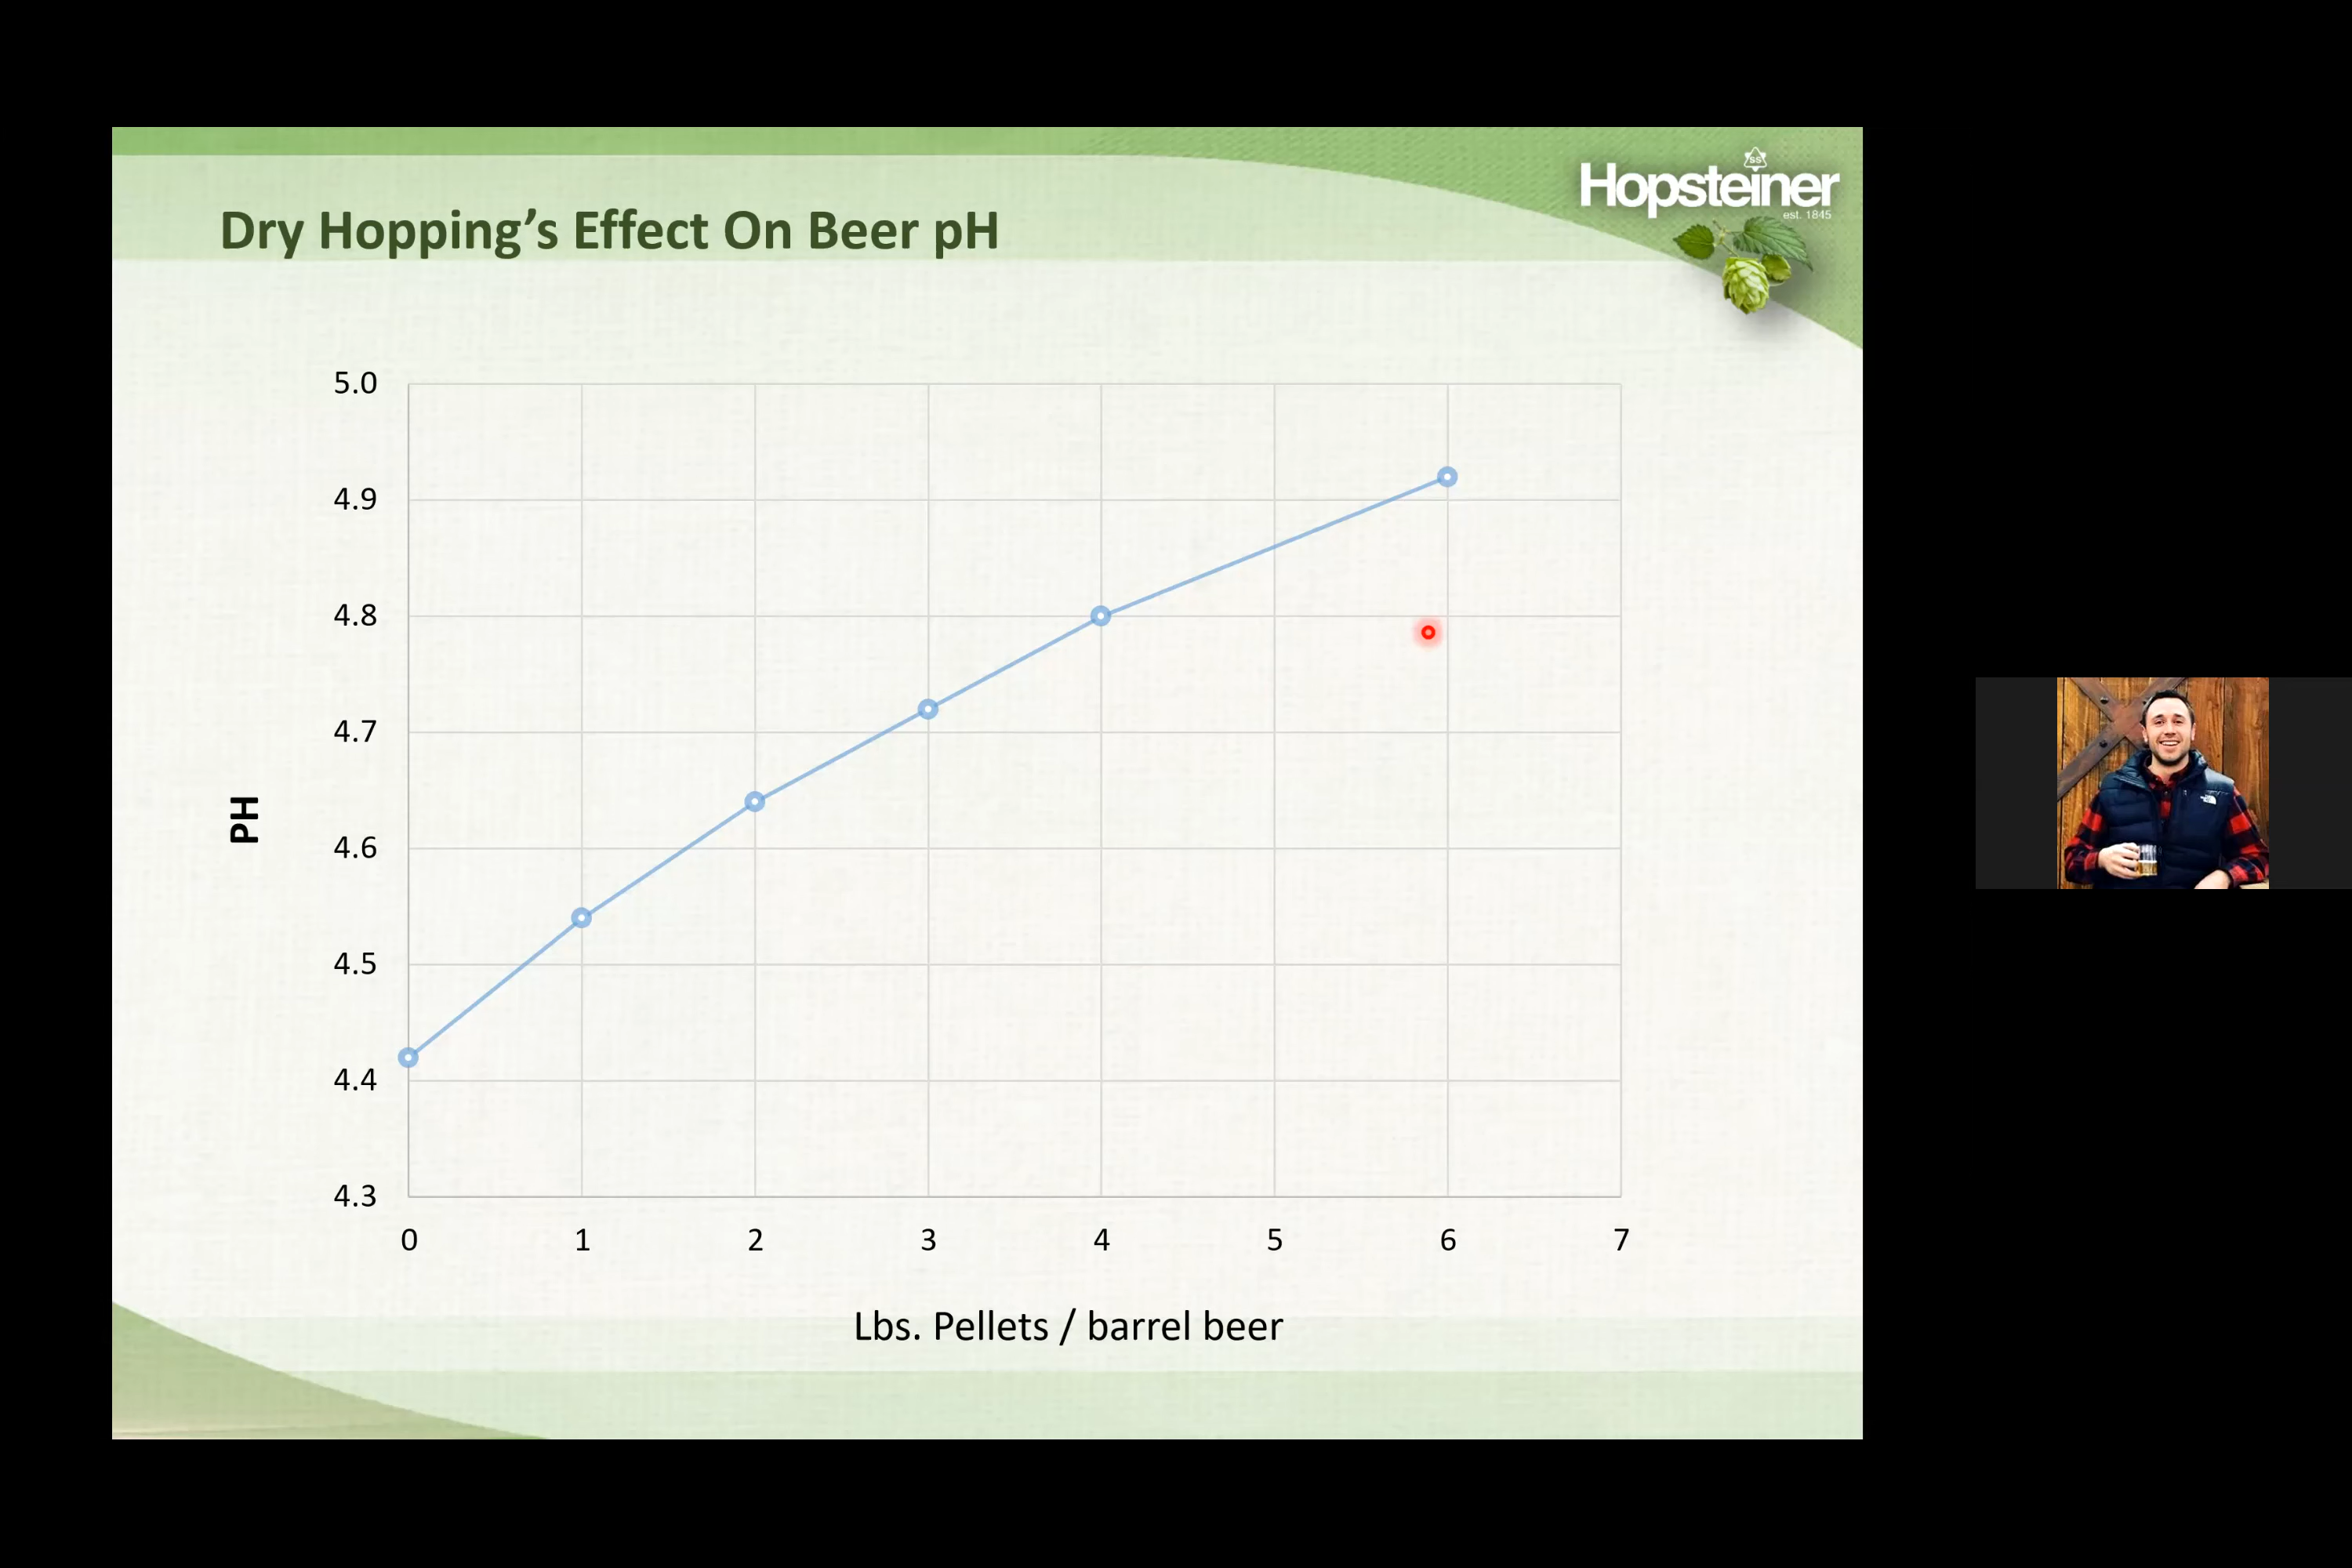 Hopsteiner
SS
est. 1845
Dry Hopping’s Effect On Beer pH
5.0
4.9
4.8
4.7
4.6
4.5
4.4
4.3
PH
0 1 2 3 4 5 6 7
Lbs. Pellets / barrel beer